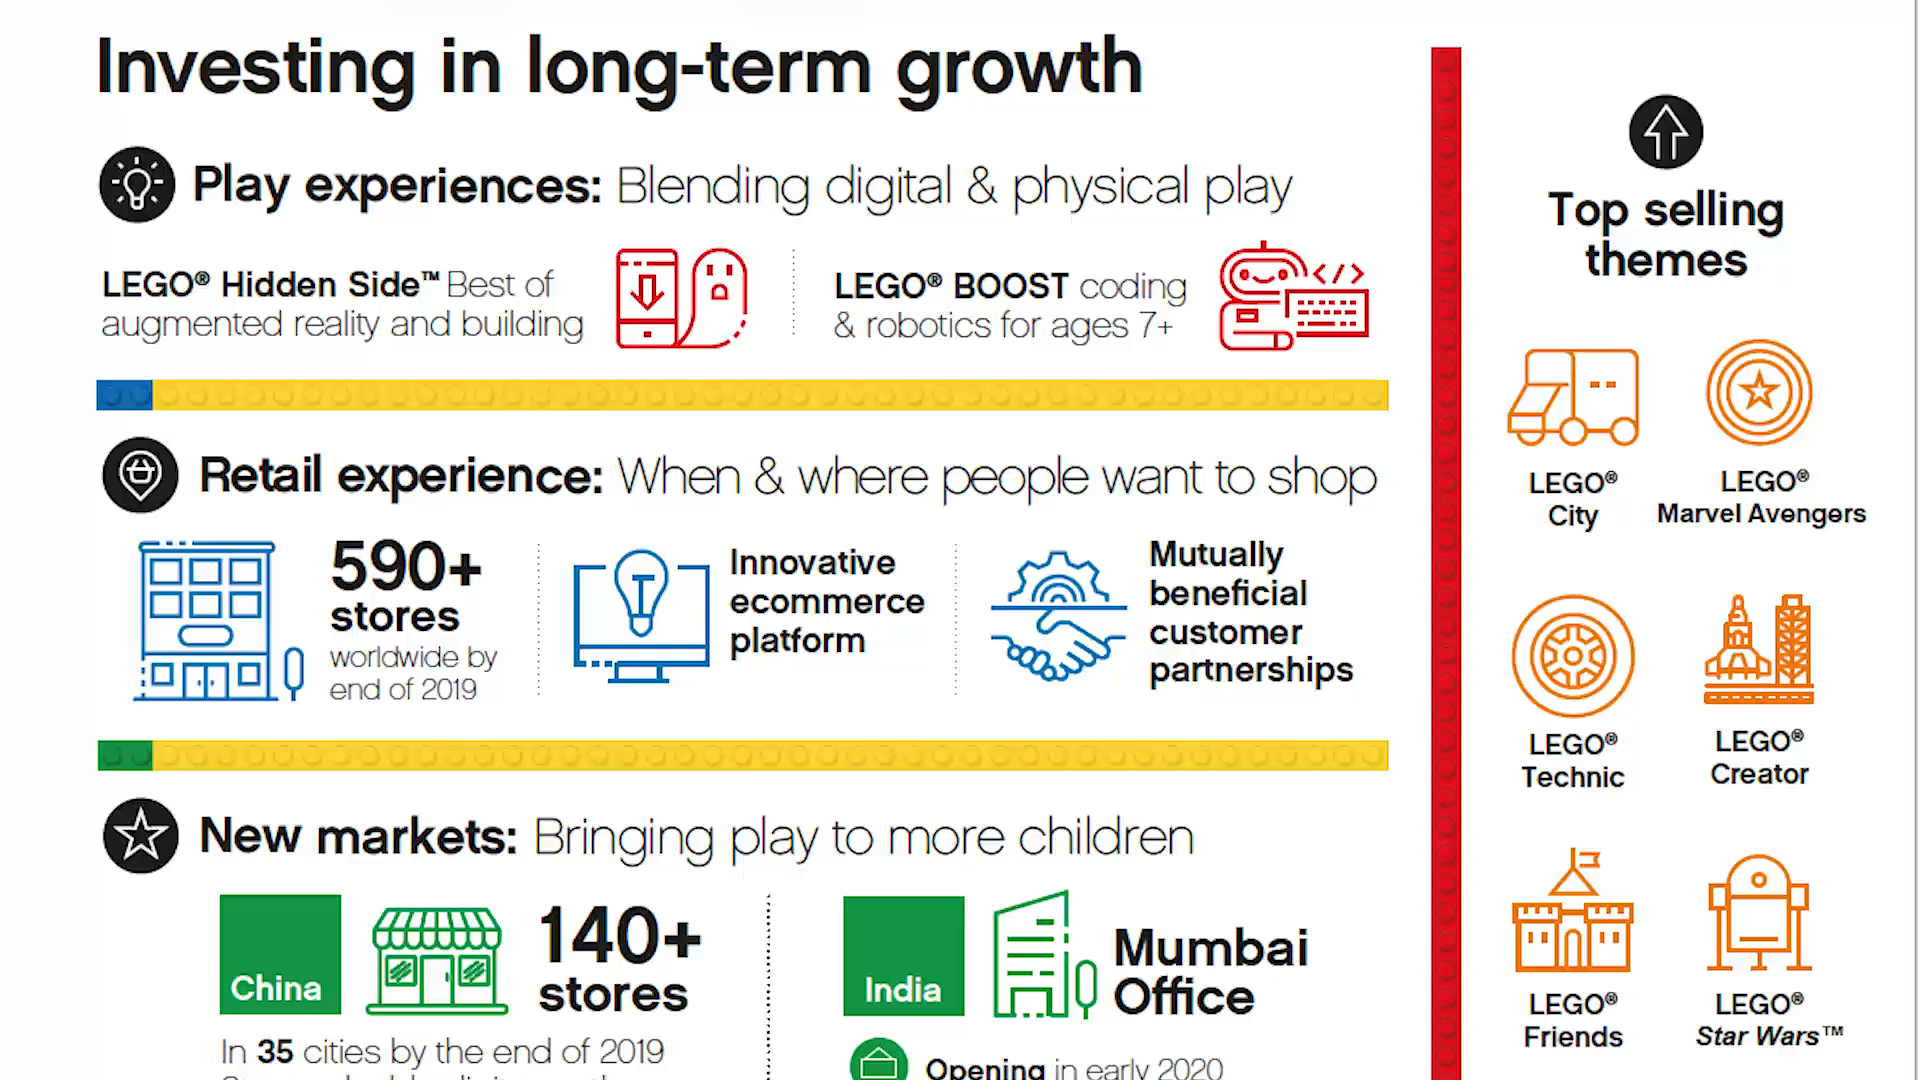 Investing in long-term growth
Play experiences: Blending digital & physical play
LEGO® Hidden Side™ Best of
augmented reality and building
LEGO® BOOST coding
& robotics for ages 7+
</>
Retail experience: When & where people want to shop
590+
stores
worldwide by
end of 2019
Innovative
ecommerce
platform
Mutually
beneficial
customer
partnerships
New markets: Bringing play to more children
China
140+
stores
In 35 cities by the end of 2019
India
Mumbai
Office
Opening in early 2020
Top selling
themes
LEGO®
City
LEGO®
Marvel Avengers
LEGO®
Technic
LEGO®
Creator
LEGO®
Friends
LEGO®
Star Wars™